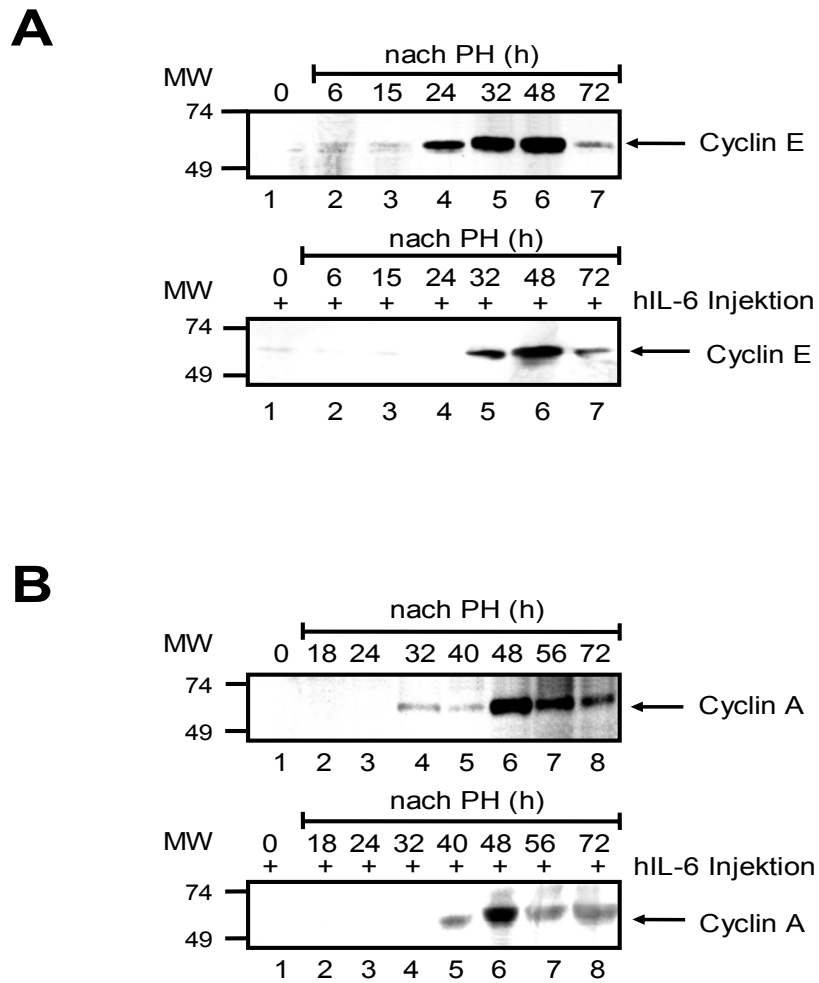 A
nach PH (h)
MW 0 6 15 24 32 48 72
74
Cyclin E
49
1 2 3 4 5 6 7
nach PH (h)
MW 0 6 15 24 32 48 72
+ + + + + + + hIL-6 Injektion
74
Cyclin E
49
1 2 3 4 5 6 7
B
nach PH (h)
MW 0 18 24 32 40 48 56 72
74
Cyclin A
49
1 2 3 4 5 6 7 8
nach PH (h)
MW 0 18 24 32 40 48 56 72
+ + + + + + + + hIL-6 Injektion
74
Cyclin A
49
1 2 3 4 5 6 7 8